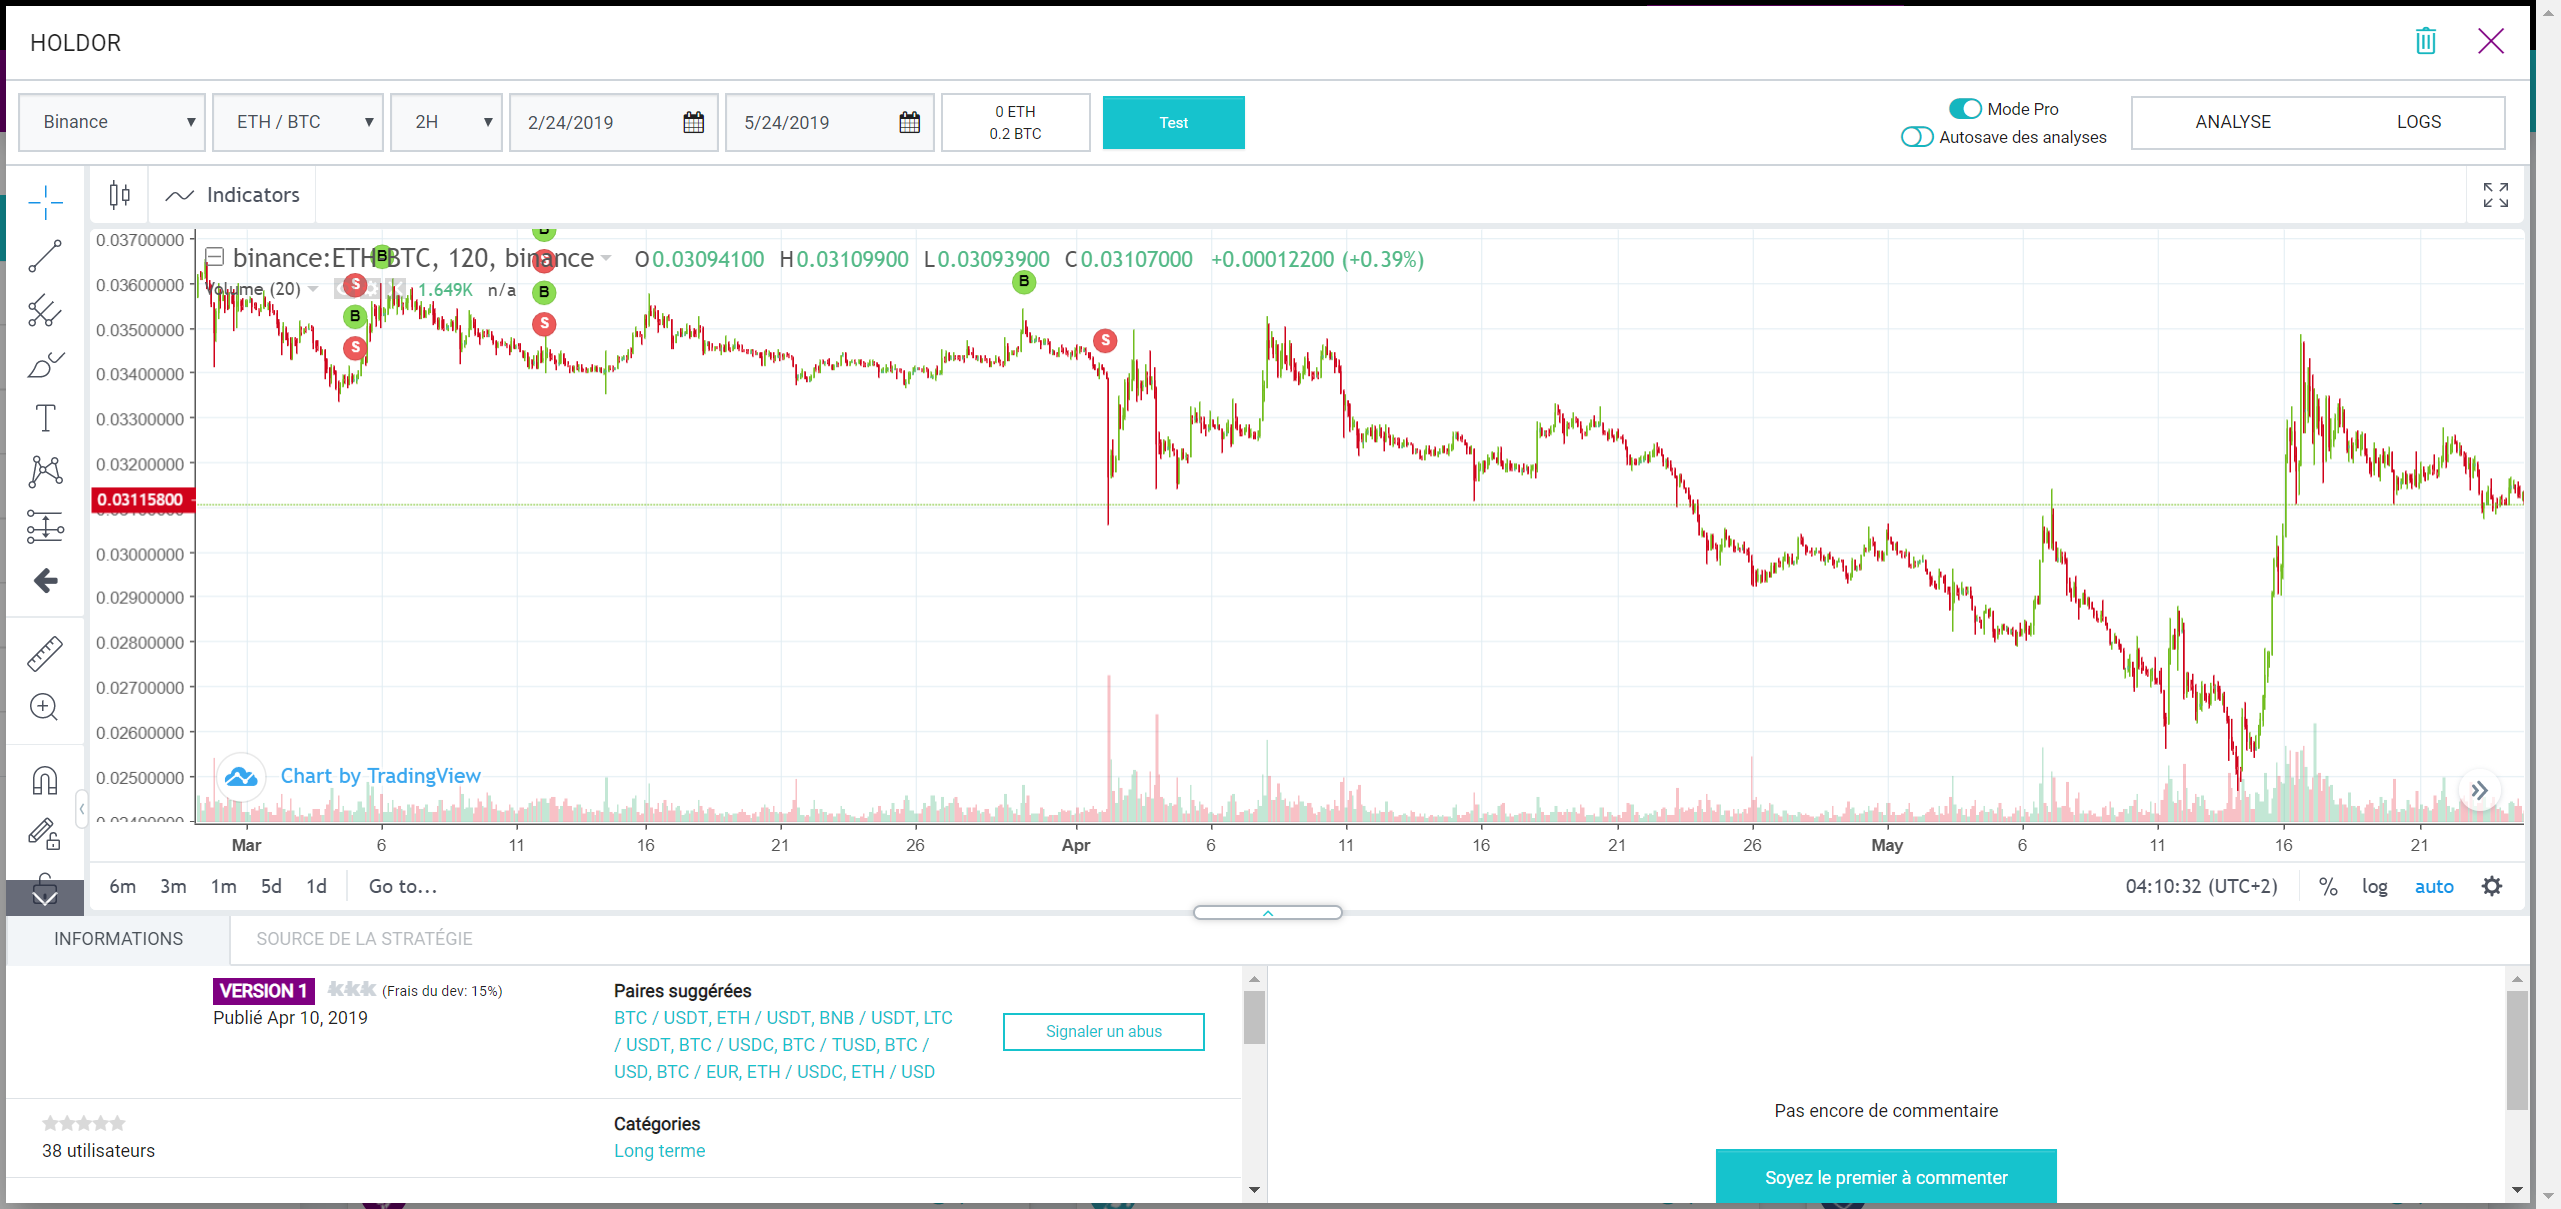 HOLDOR
Binance
ETH / BTC
2H
2/24/2019
5/24/2019
0 ETH
0.2 BTC
Test
Mode Pro
Autosave des analyses
ANALYSE
LOGS
Indicators
binance:ETH/BTC, 120, binance
O0.03094100 H0.03109900 L0.03093900 C0.03107000 +0.00012200 (+0.39%)
Volume (20)
1.649K n/a
B
S
B
S
B
S
B
S
B
S
0.03700000
0.03600000
0.03500000
0.03400000
0.03300000
0.03200000
0.03115800
0.03000000
0.02900000
0.02800000
0.02700000
0.02600000
0.02500000
0.02400000
Chart by TradingView
Mar 6 11 16 21 26 Apr 6 11 16 21 26 May 6 11 16 21
6m 3m 1m 5d 1d Go to...
04:10:32 (UTC+2) % log auto
INFORMATIONS
SOURCE DE LA STRATÉGIE
VERSION 1
(Frais du dev: 15%)
Publié Apr 10, 2019
38 utilisateurs
Paires suggérées
BTC / USDT, ETH / USDT, BNB / USDT, LTC
/ USDT, BTC / USDC, BTC / TUSD, BTC /
USD, BTC / EUR, ETH / USDC, ETH / USD
Catégories
Long terme
Signaler un abus
Pas encore de commentaire
Soyez le premier à commenter